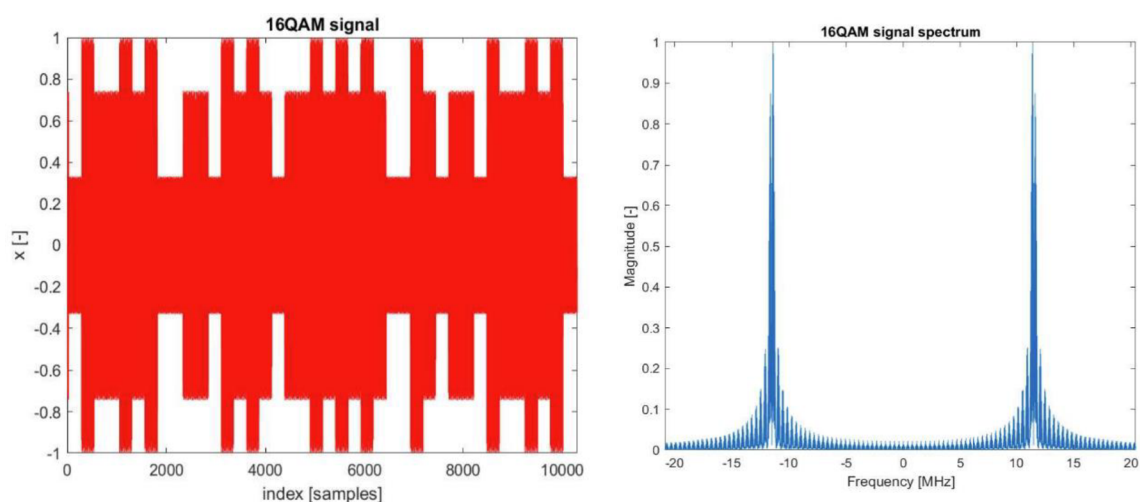 16QAM signal
1
0.8
0.6
0.4
0.2
0
-0.2
-0.4
-0.6
-0.8
-1
x [-]
0 2000 4000 6000 8000 10000
index [samples]
16QAM signal spectrum
1
0.9
0.8
0.7
0.6
0.5
0.4
0.3
0.2
0.1
0
Magnitude [-]
-20 -15 -10 -5 0 5 10 15 20
Frequency [MHz]